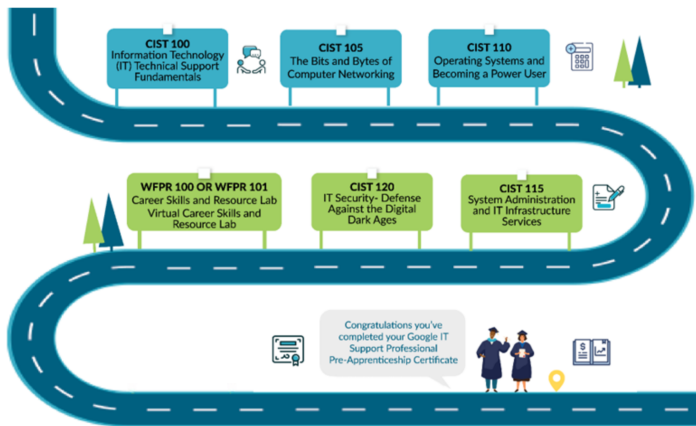 CIST 100
Information Technology
(IT) Technical Support
Fundamentals
CIST 105
The Bits and Bytes of
Computer Networking
CIST 110
Operating Systems and
Becoming a Power User
WFPR 100 OR WFPR 101
Career Skills and Resource Lab
Virtual Career Skills and
Resource Lab
CIST 120
IT Security- Defense
Against the Digital
Dark Ages
CIST 115
System Administration
and IT Infrastructure
Services
Congratulations you've
completed your Google IT
Support Professional
Pre-Apprenticeship Certificate